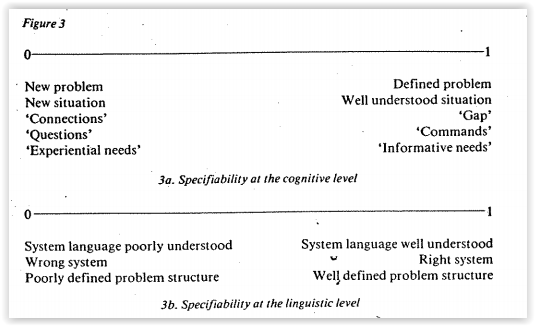 Figure 3
0 1
New problem Defined problem
New situation Well understood situation
‘Connections’ ‘Gap’
‘Questions’ ‘Commands’
‘Experiential needs’ ‘Informative needs’
3a. Specifiability at the cognitive level
0 1
System language poorly understood System language well understood
Wrong system Right system
Poorly defined problem structure Well defined problem structure
3b. Specifiability at the linguistic level